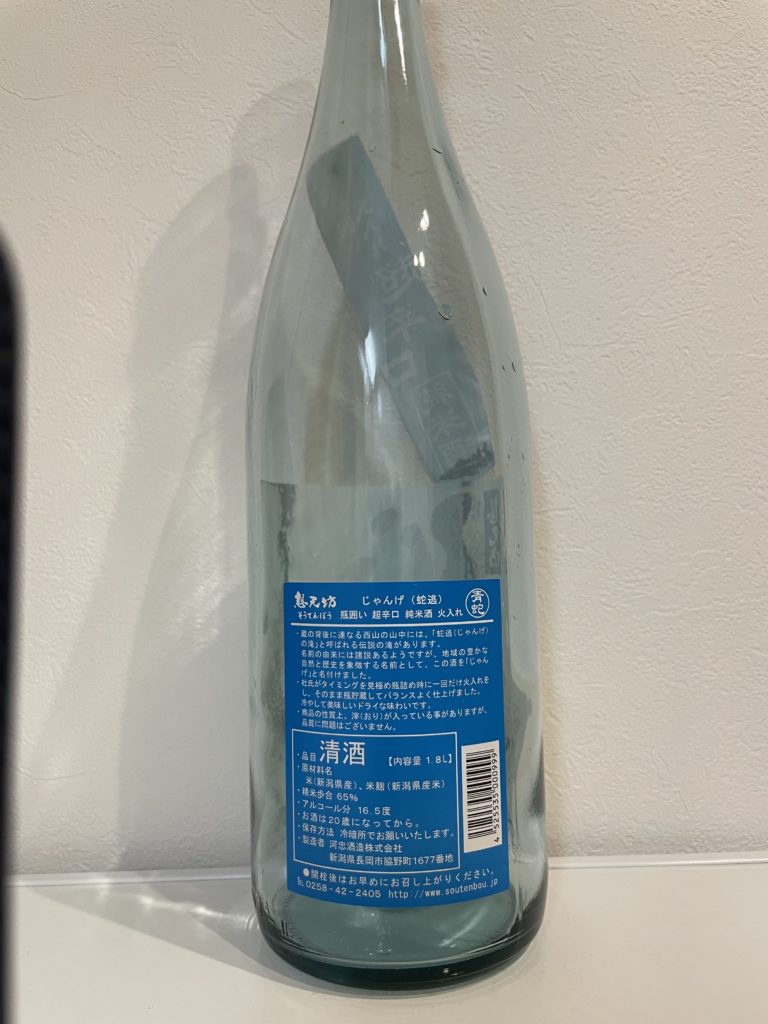 想天坊 じゃんげ（蛇逃） 青蛇
そうてんぼう 瓶囲い 超辛口 純米酒 火入れ
・蔵の背後に連なる西山の山中には、「蛇逃（じゃんげ）
の滝」と呼ばれる伝説の滝があります。
名前の由来には諸説あるようですが、地域の豊かな
自然と歴史を象徴する名前として、この酒を「じゃん
げ」と名付けました。
・杜氏がタイミングを見極め瓶詰め時に一回だけ火入れを
し、そのまま瓶貯蔵してバランスよく仕上げました。
冷やして美味しいドライな味わいです。
・商品の性質上、滓（おり）が入っている事がありますが、
品質に問題はございません。
・品目 清酒 【内容量 1.8L】
・原材料名
米（新潟県産）、米麹（新潟県産米）
・精米歩合 65％
・アルコール分 16.5度
・お酒は20歳になってから。
・保存方法 冷暗所でお願いいたします。
・製造者 河忠酒造株式会社
新潟県長岡市脇野町1677番地
4525535000999
●開栓後はお早めにお召し上がりください。
℡0258-42-2405 http://www.soutenbou.jp